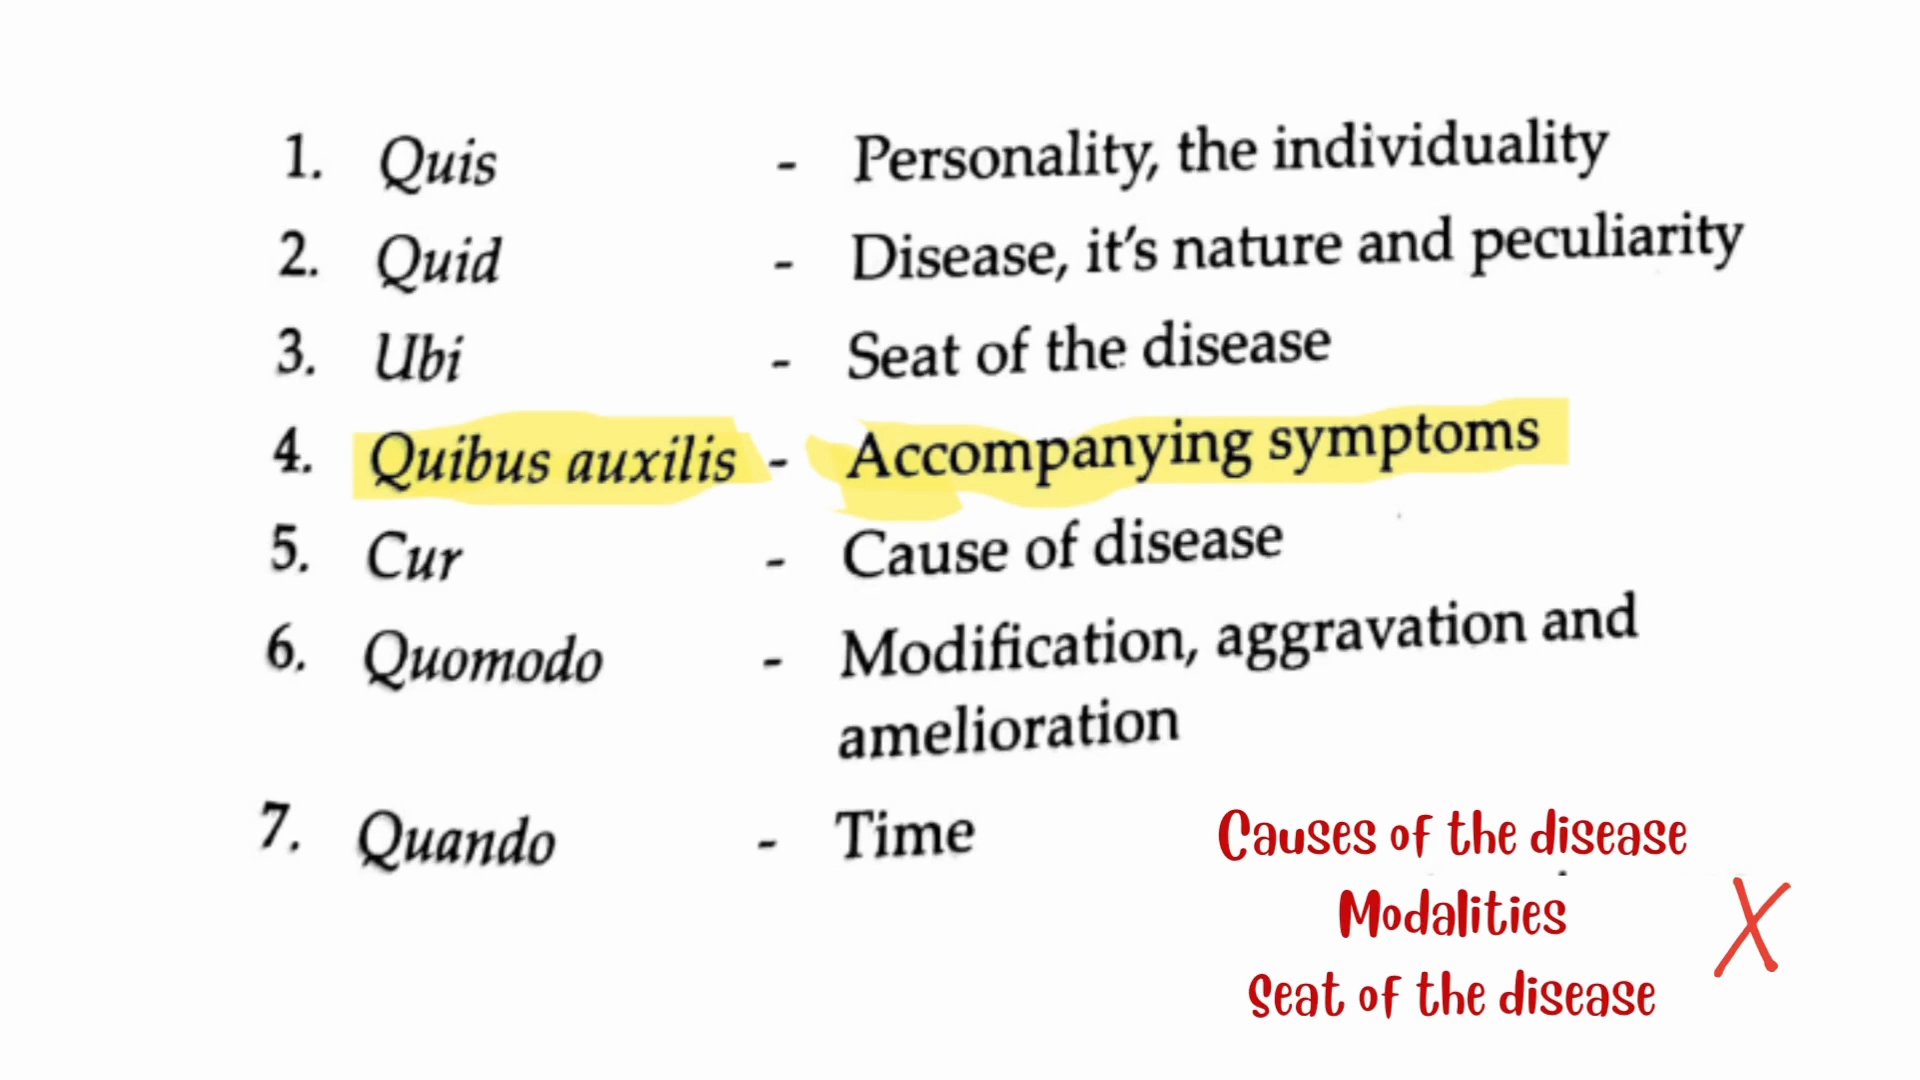 1. Quis - Personality, the individuality
2. Quid - Disease, it's nature and peculiarity
3. Ubi - Seat of the disease
4. Quibus auxilis - Accompanying symptoms
5. Cur - Cause of disease
6. Quomodo - Modification, aggravation and
amelioration
7. Quando - Time
Causes of the disease
Modalities
Seat of the disease